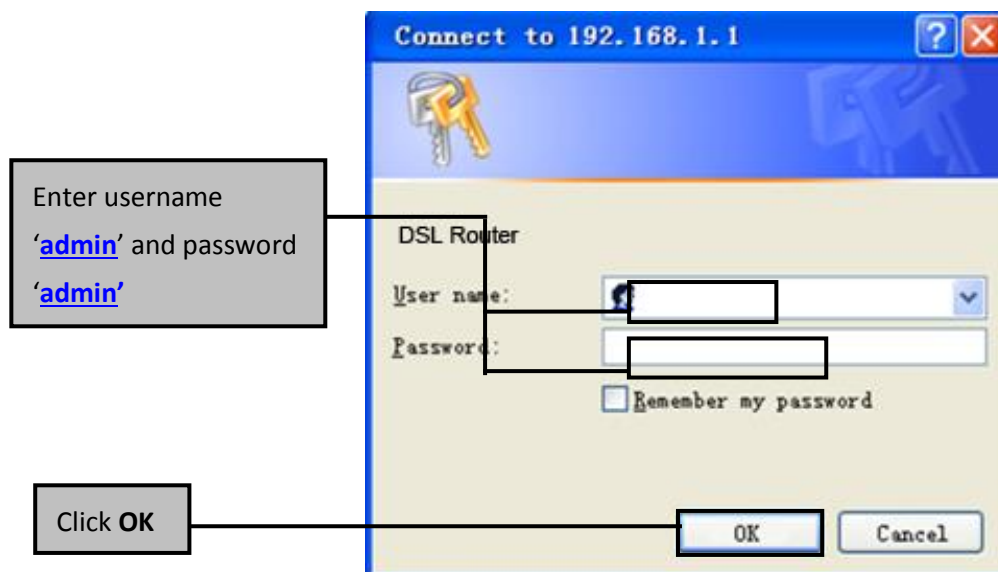 Connect to 192.168.1.1
Enter username
‘admin’ and password
‘admin’
DSL Router
User name:
Password:
Remember my password
Click OK
OK
Cancel